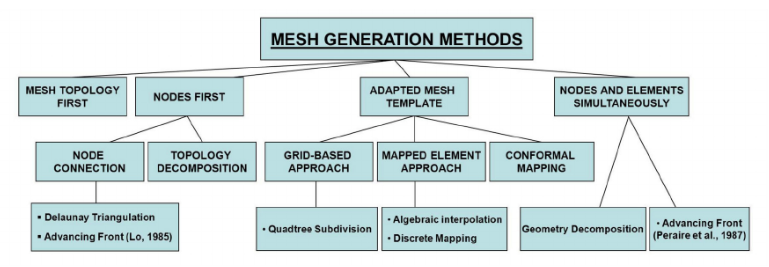 MESH GENERATION METHODS
MESH TOPOLOGY
FIRST
NODES FIRST
ADAPTED MESH
TEMPLATE
NODES AND ELEMENTS
SIMULTANEOUSLY
NODE
CONNECTION
TOPOLOGY
DECOMPOSITION
GRID-BASED
APPROACH
MAPPED ELEMENT
APPROACH
CONFORMAL
MAPPING
▪ Delaunay Triangulation
▪ Advancing Front (Lo, 1985)
• Quadtree Subdivision
• Algebraic interpolation
• Discrete Mapping
Geometry Decomposition
• Advancing Front
(Peraire et al., 1987)